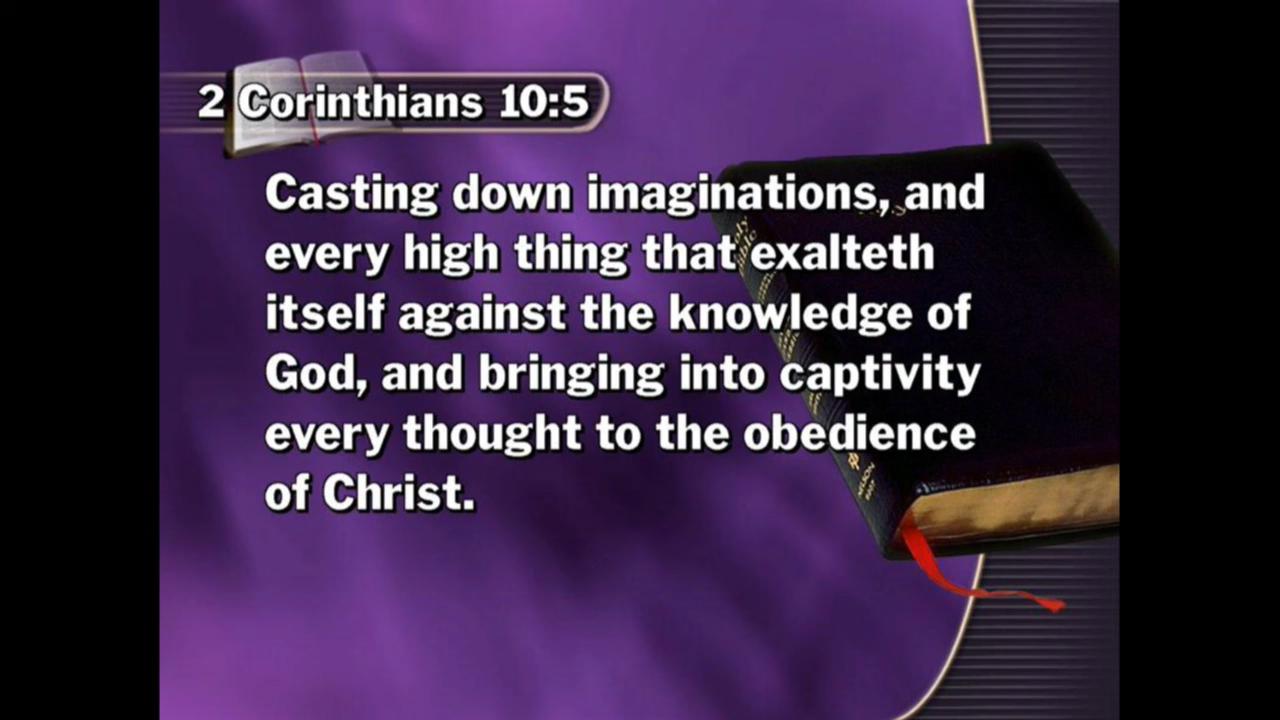 2 Corinthians 10:5
Casting down imaginations, and
every high thing that exalteth
itself against the knowledge of
God, and bringing into captivity
every thought to the obedience
of Christ.